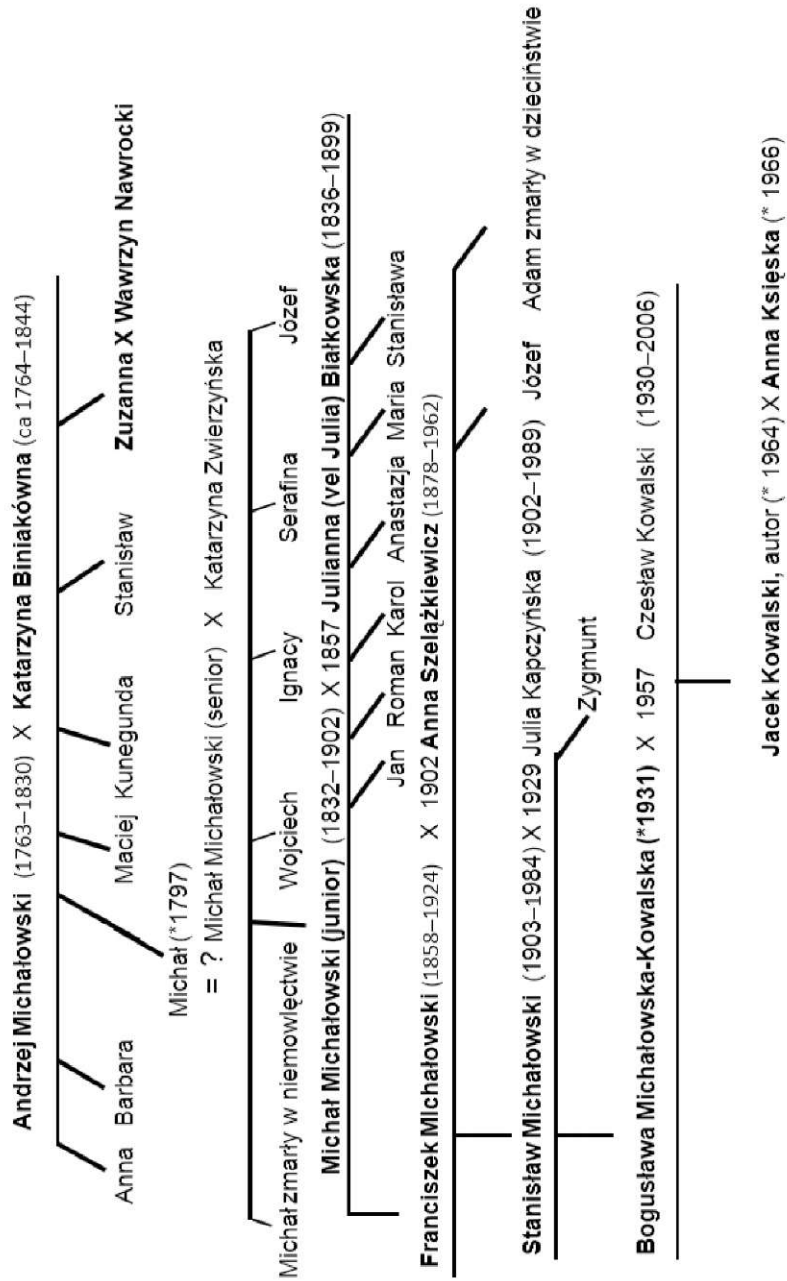 Andrzej Michałowski (1763–1830) X Katarzyna Biniakówna (ca 1764–1844)
Anna Barbara Maciej Kunegunda Stanisław Zuzanna X Wawrzyn Nawrocki
Michał (*1797)
= ? Michał Michałowski (senior) X Katarzyna Zwierzyńska
Michał zmarły w niemowlęctwie Wojciech Ignacy Serafina Józef
Michał Michałowski (junior) (1832–1902) X 1857 Julianna (vel Julia) Białkowska (1836–1899)
Jan Roman Karol Anastazja Maria Stanisława
Franciszek MIchałowski (1858–1924) X 1902 Anna Szelążkiewicz (1878–1962)
Stanisław Michałowski (1903–1984) X 1929 Julia Kapczyńska (1902–1989) Józef Adam zmarły w dzieciństwie
Zygmunt
Bogusława Michałowska-Kowalska (*1931) X 1957 Czesław Kowalski (1930–2006)
Jacek Kowalski, autor (* 1964) X Anna Księska (* 1966)